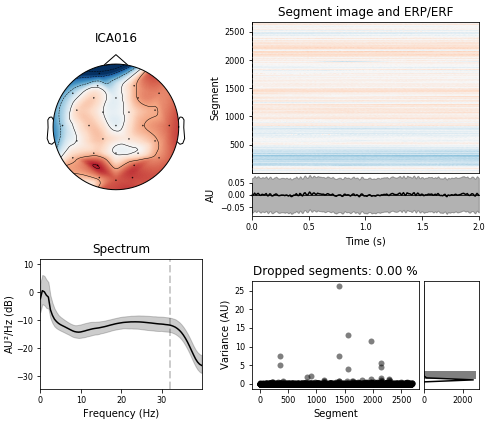 ICA016
Segment image and ERP/ERF
2500
2000
1500
1000
500
Segment
0.05
0.00
−0.05
AU
0.0 0.5 1.0 1.5 2.0
Time (s)
Spectrum
10
0
−10
−20
−30
AU²/Hz (dB)
0 10 20 30
Frequency (Hz)
Dropped segments: 0.00 %
25
20
15
10
5
0
Variance (AU)
0 500 1000 1500 2000 2500
Segment
0 2000